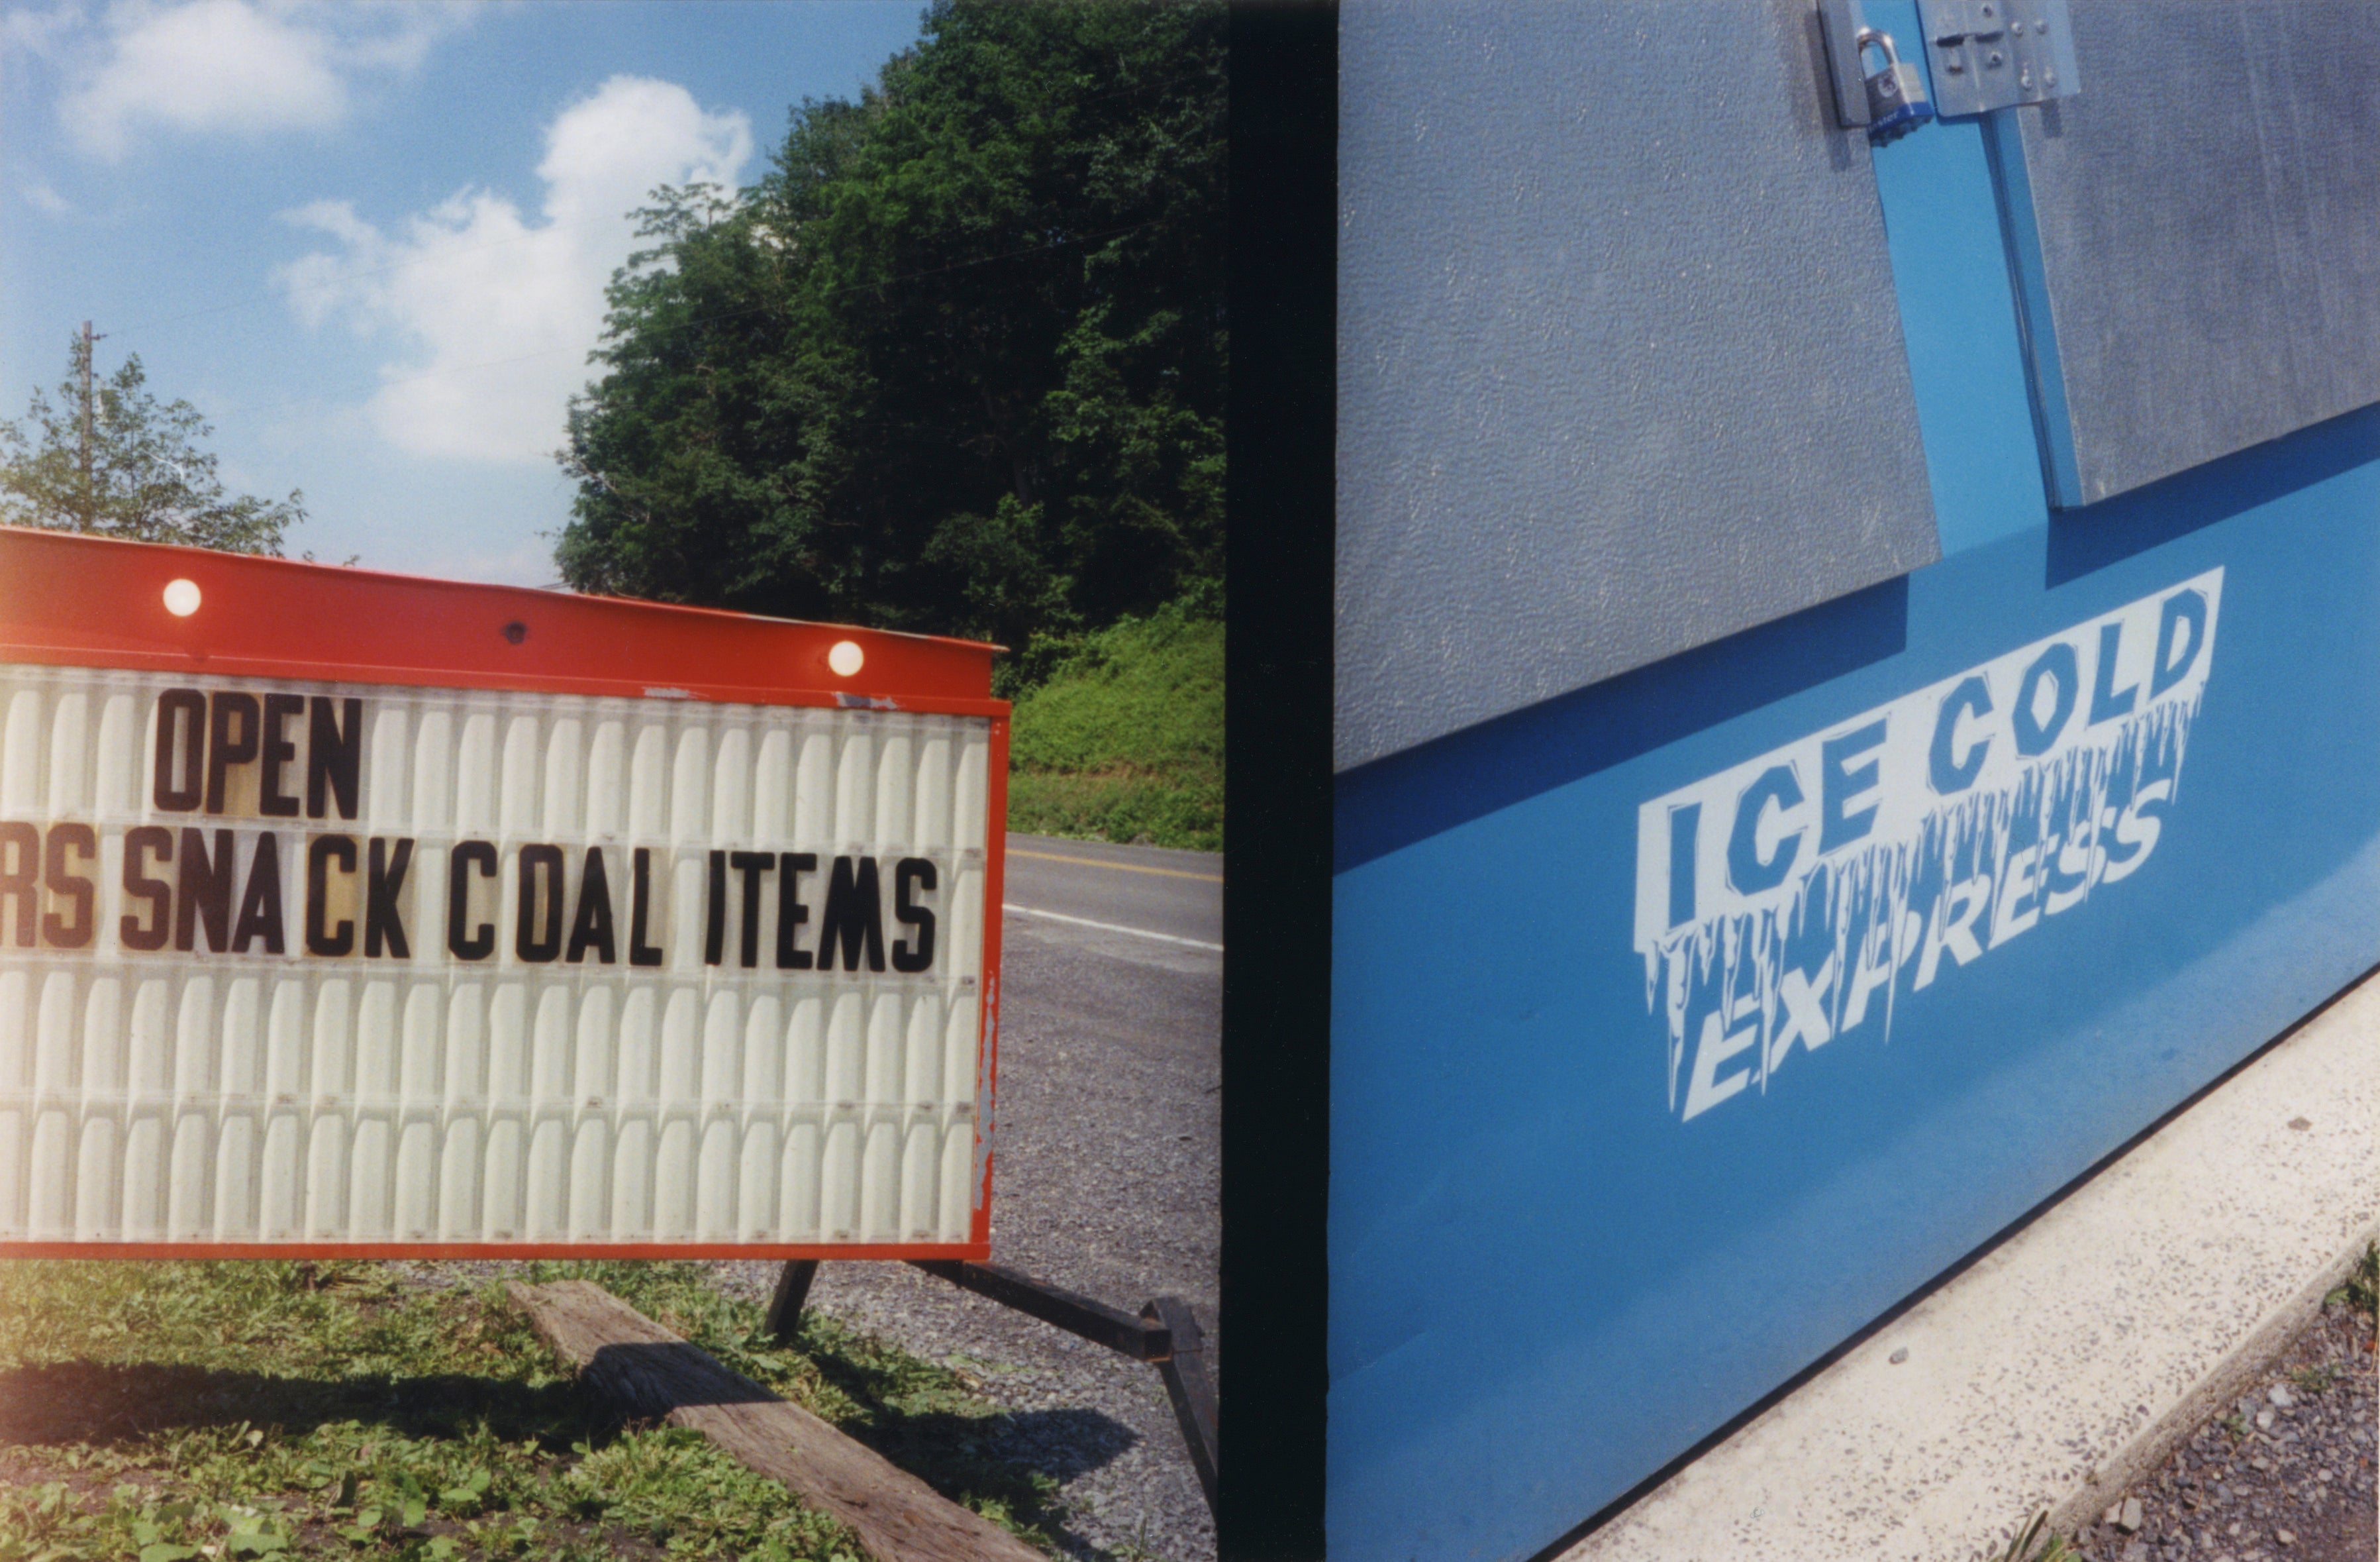 OPEN
RS SNACK COAL ITEMS
ICE COLD
EXPRESS